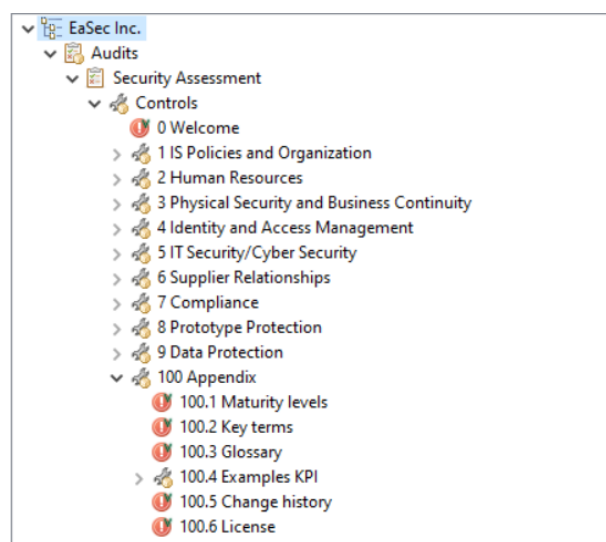 EaSec Inc.
Audits
Security Assessment
Controls
0 Welcome
1 IS Policies and Organization
2 Human Resources
3 Physical Security and Business Continuity
4 Identity and Access Management
5 IT Security/Cyber Security
6 Supplier Relationships
7 Compliance
8 Prototype Protection
9 Data Protection
100 Appendix
100.1 Maturity levels
100.2 Key terms
100.3 Glossary
100.4 Examples KPI
100.5 Change history
100.6 License